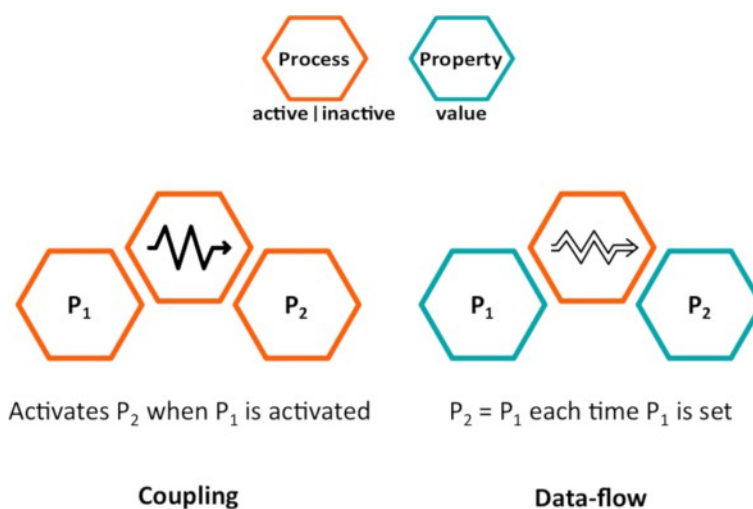 Process
Property
active | inactive
value
P₁
P₂
P₁
P₂
Activates P₂ when P₁ is activated
P₂ = P₁ each time P₁ is set
Coupling
Data-flow